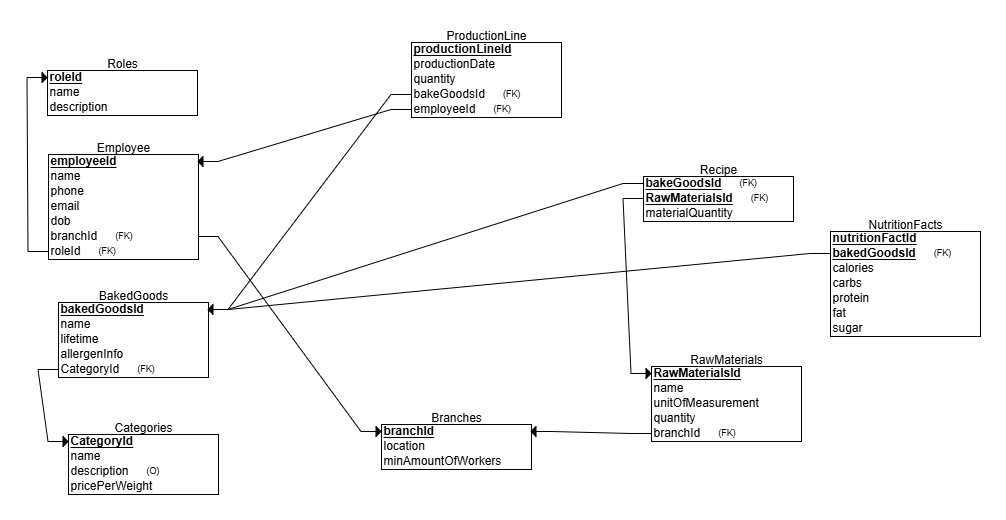 ProductionLine
productionLineId
productionDate
quantity
bakeGoodsId (FK)
employeeId (FK)
Roles
roleId
name
description
Employee
employeeId
name
phone
email
dob
branchId (FK)
roleId (FK)
Recipe
bakeGoodsId (FK)
RawMaterialsId (FK)
materialQuantity
NutritionFacts
nutritionFactId
bakedGoodsId (FK)
calories
carbs
protein
fat
sugar
BakedGoods
bakedGoodsId
name
lifetime
allergenInfo
CategoryId (FK)
RawMaterials
RawMaterialsId
name
unitOfMeasurement
quantity
branchId (FK)
Categories
CategoryId
name
description (O)
pricePerWeight
Branches
branchId
location
minAmountOfWorkers